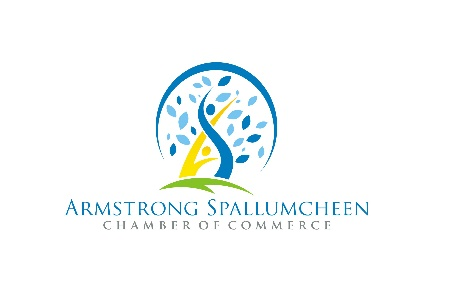 Armstrong Spallumcheen
CHAMBER OF COMMERCE